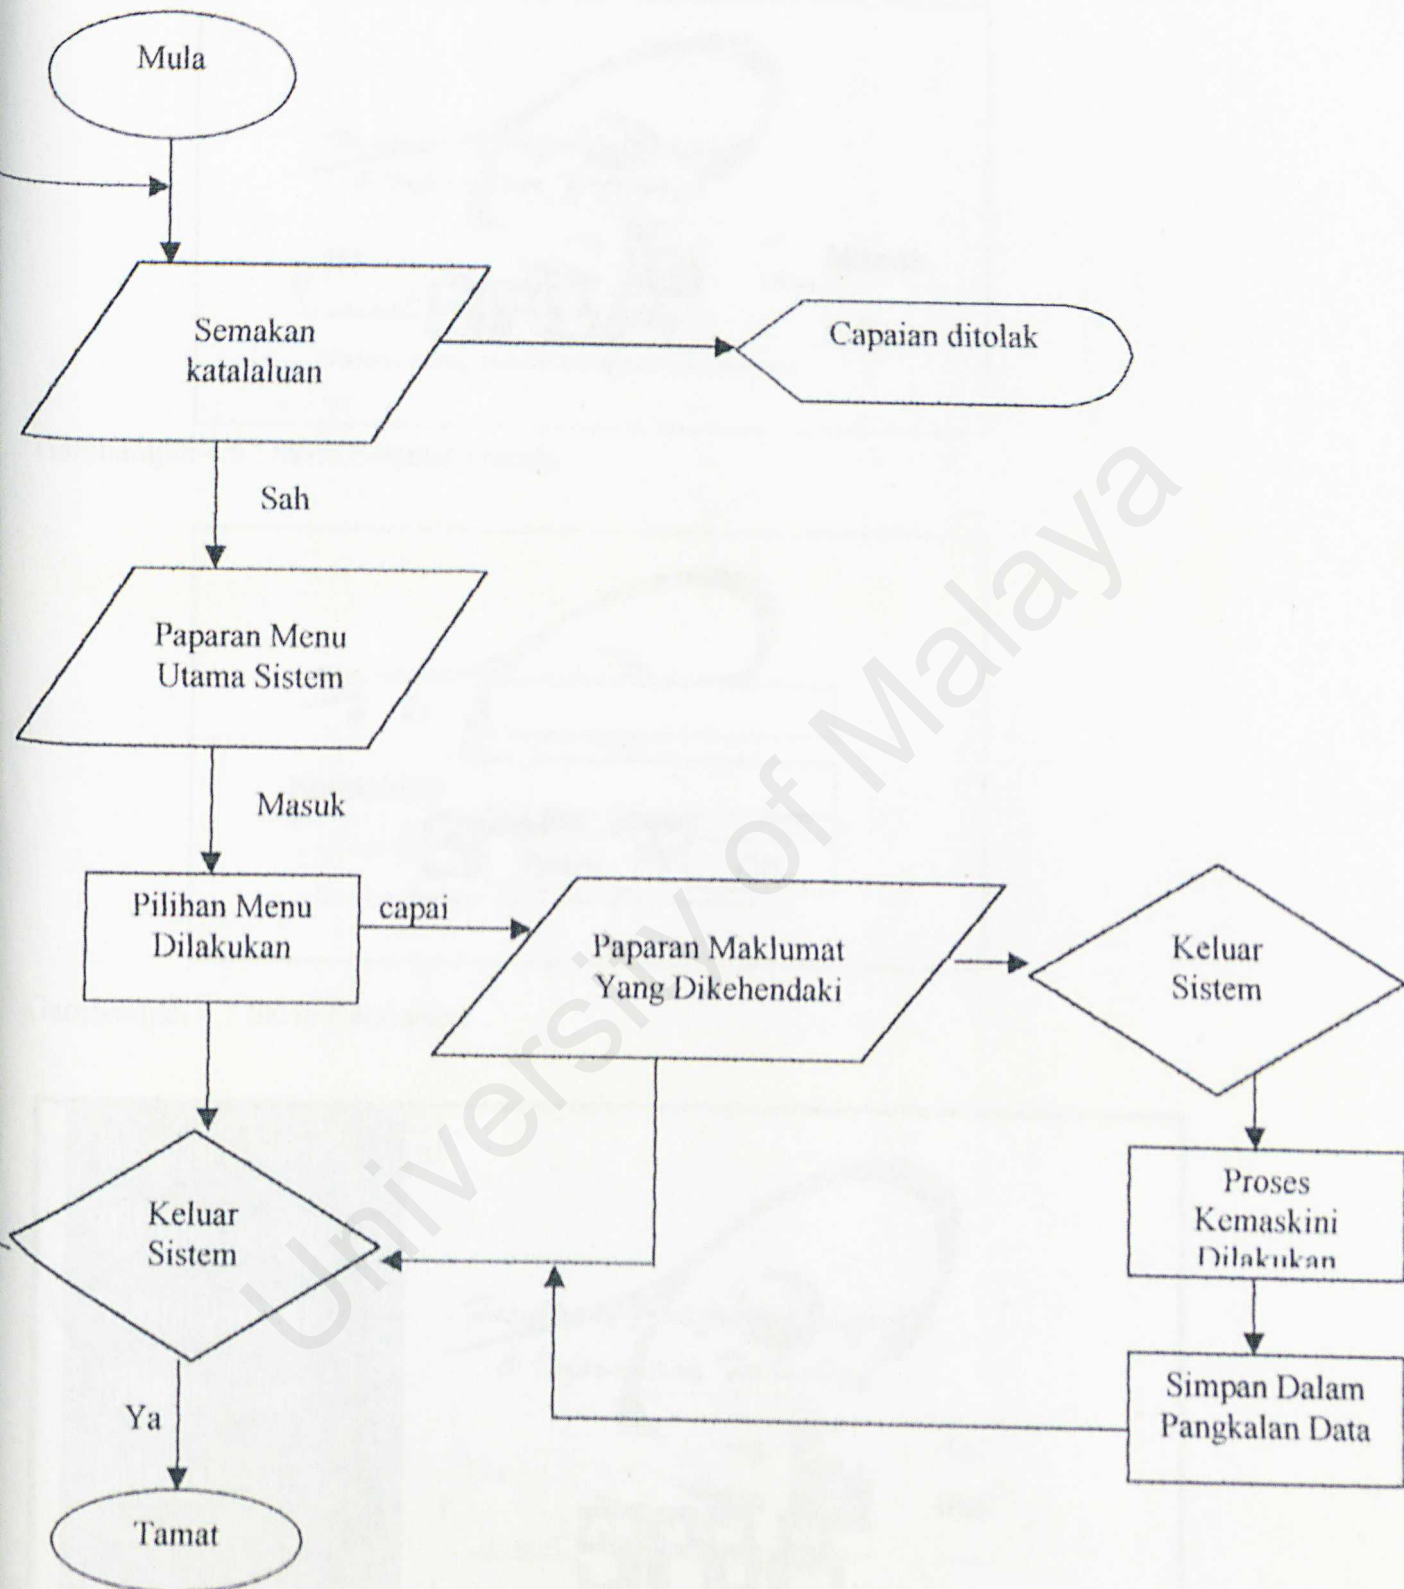 Mula
Semakan
katalaluan
Capaian ditolak
Sah
Paparan Menu
Utama Sistem
Masuk
Pilihan Menu
Dilakukan
capai
Paparan Maklumat
Yang Dikehendaki
Keluar
Sistem
Proses
Kemaskini
Dilakukan
Simpan Dalam
Pangkalan Data
Keluar
Sistem
Ya
Tamat
University of Malaya